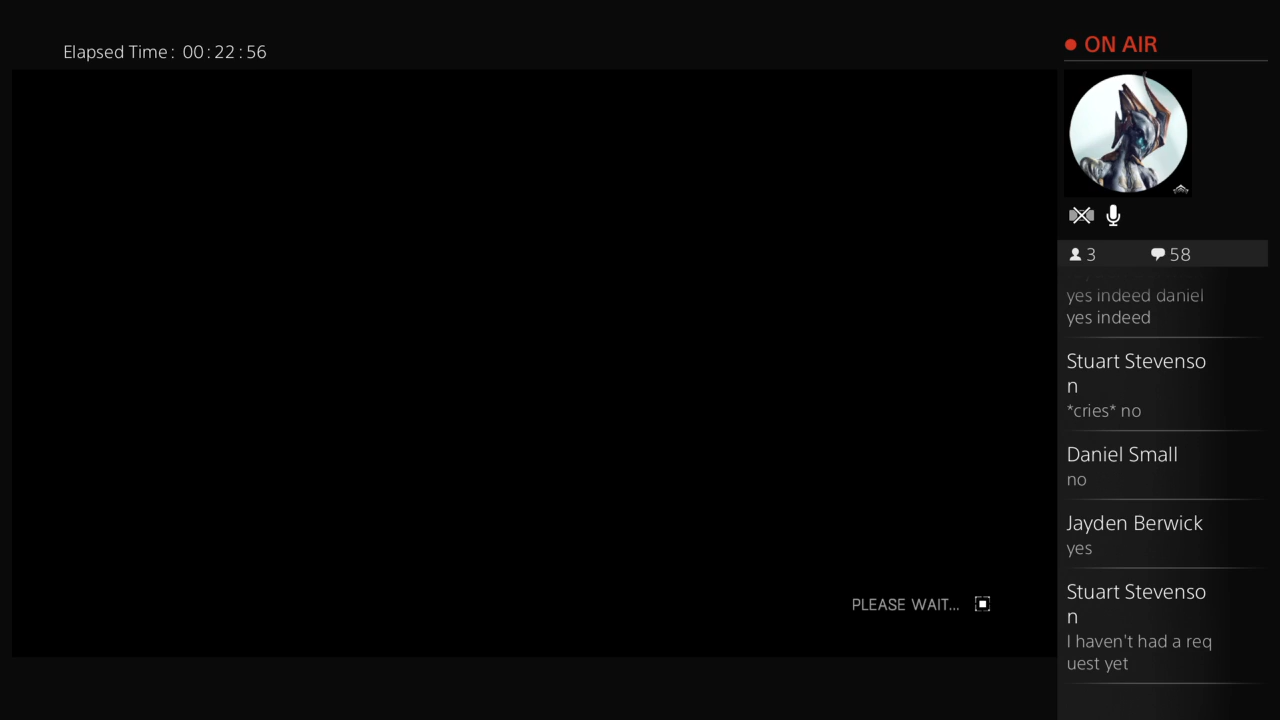 Elapsed Time: 00:22:56
ON AIR
3 58
yes indeed daniel
yes indeed
Stuart Stevenso
n
*cries* no
Daniel Small
no
Jayden Berwick
yes
Stuart Stevenso
n
I haven't had a req
uest yet
PLEASE WAIT...